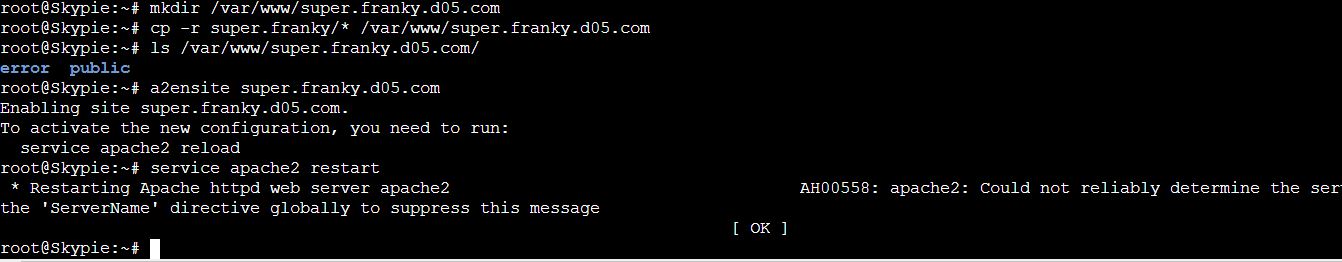 root@Skypie:~# mkdir /var/www/super.franky.d05.com
root@Skypie:~# cp -r super.franky/* /var/www/super.franky.d05.com
root@Skypie:~# ls /var/www/super.franky.d05.com/
error  public
root@Skypie:~# a2ensite super.franky.d05.com
Enabling site super.franky.d05.com.
To activate the new configuration, you need to run:
  service apache2 reload
root@Skypie:~# service apache2 restart
 * Restarting Apache httpd web server apache2                                   AH00558: apache2: Could not reliably determine the ser
the 'ServerName' directive globally to suppress this message
                                                                         [ OK ]
root@Skypie:~#